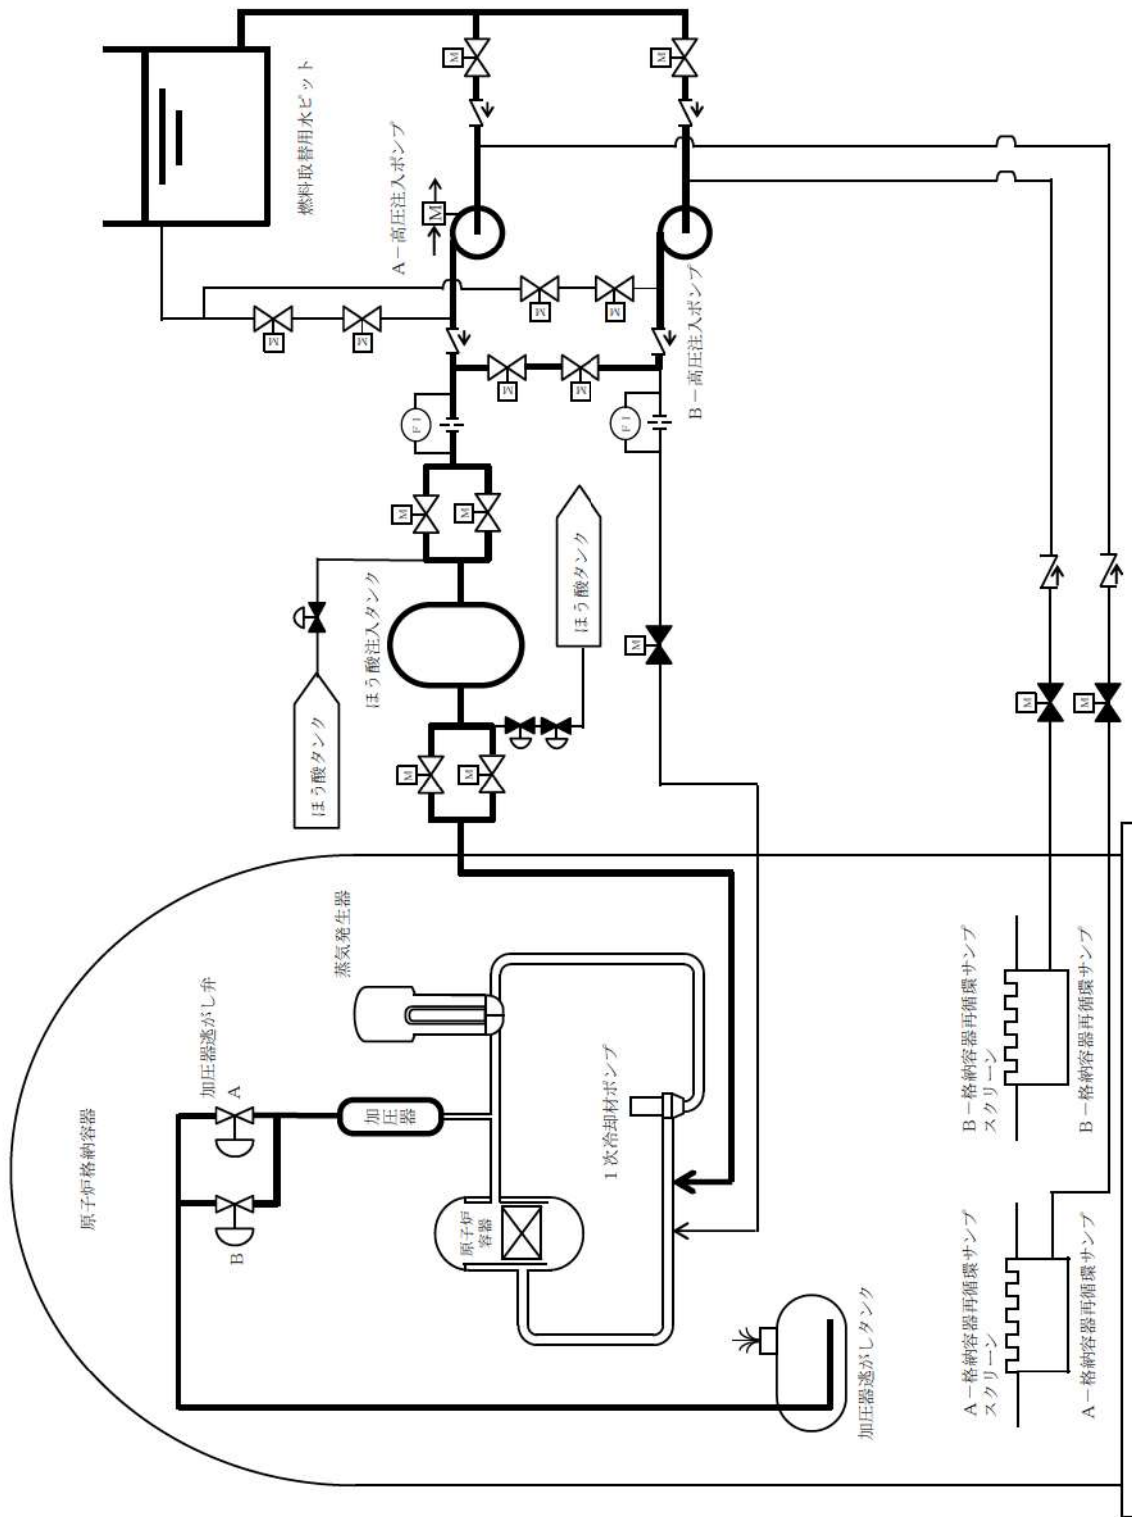 原子炉格納容器
加圧器逃がし弁
A
B
加圧器
蒸気発生器
原子炉
容器
1次冷却材ポンプ
加圧器逃がしタンク
A-格納容器再循環サンプ
スクリーン
A-格納容器再循環サンプ
B-格納容器再循環サンプ
スクリーン
B-格納容器再循環サンプ
ほう酸タンク
ほう酸注入タンク
ほう酸タンク
M
M
M
M
M
M
M
FI
FI
M
M
M
M
M
M
A-高圧注入ポンプ
M
B-高圧注入ポンプ
M
M
M
燃料取替用水ピット